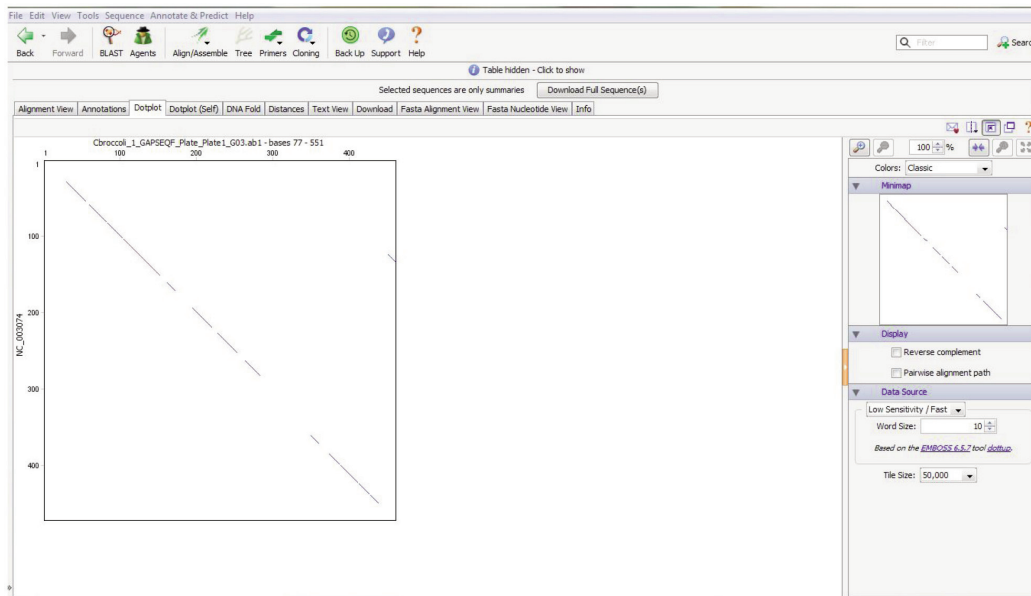 File Edit View Tools Sequence Annotate & Predict Help
Back Forward BLAST Agents Align/Assemble Tree Primers Cloning Back Up Support Help
Filter
Searc
Table hidden - Click to show
Selected sequences are only summaries Download Full Sequence(s)
Alignment View Annotations Dotplot Dotplot (Self) DNA Fold Distances Text View Download Fasta Alignment View Fasta Nucleotide View Info
Cbroccoli_1_GAPSEQF_Plate_Plate1_G03.ab1 - bases 77 - 551
1 100 200 300 400
1
100
200
300
400
NC_003074
100 %
Colors: Classic
Minimap
Display
Reverse complement
Pairwise alignment path
Data Source
Low Sensitivity / Fast
Word Size: 10
Based on the EMBOSS 6.5.7 tool dottup.
Tile Size: 50,000